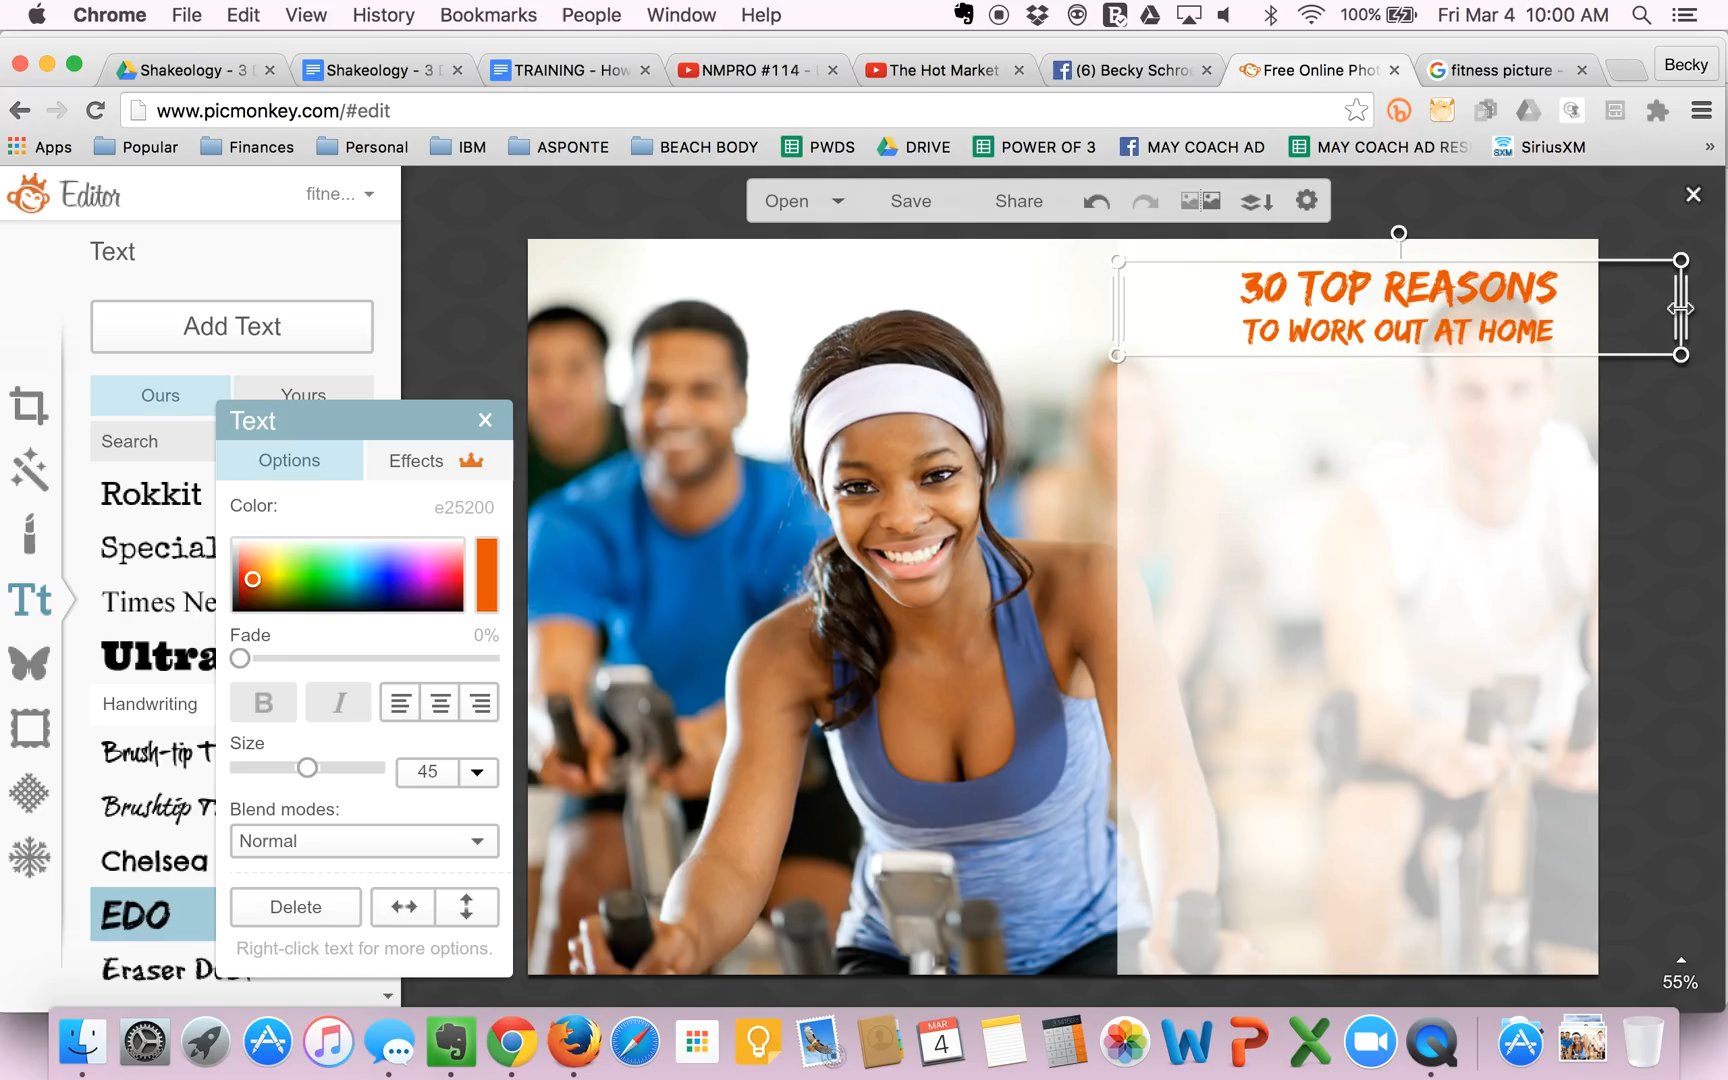 Chrome File Edit View History Bookmarks People Window Help 100% Fri Mar 4 10:00 AM
Shakeology - 3 D Shakeology - 3 D TRAINING - How NMPRO #114 - The Hot Market (6) Becky Schroe Free Online Phot fitness picture - Becky
www.picmonkey.com/#edit
Apps Popular Finances Personal IBM ASPONTE BEACH BODY PWDS DRIVE POWER OF 3 MAY COACH AD MAY COACH AD RES SiriusXM »
Editor fitne...
Open Save Share
Text
Add Text
Ours Yours
Search
Rokkit
Special
Times Ne
Ultra
Handwriting
Brush-tip T
Brushtip T
Chelsea
EDO
Eraser D
Text
Options Effects
Color: e25200
Fade 0%
B I
Size
45
Blend modes:
Normal
Delete
Right-click text for more options.
30 TOP REASONS
TO WORK OUT AT HOME
55%
MAR
4